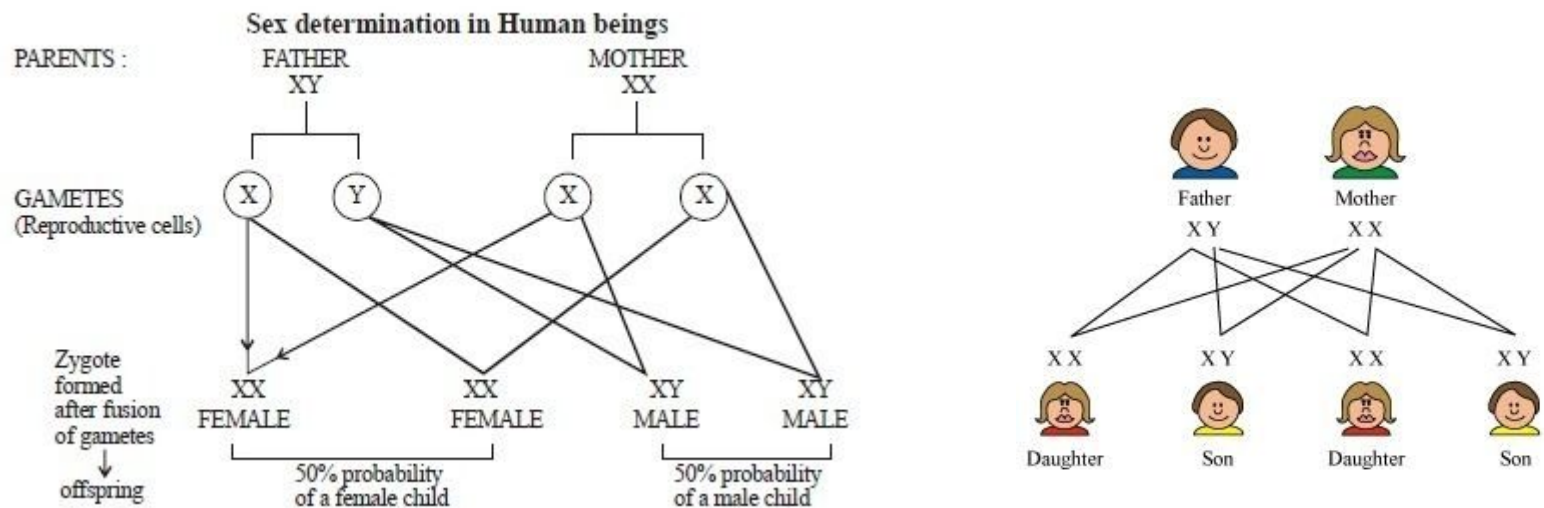 Sex determination in Human beings
PARENTS :
FATHER
MOTHER
XY
XX
GAMETES
(Reproductive cells)
X
Y
X
X
Zygote
formed
after fusion
of gametes
offspring
XX
XX
XY
XY
FEMALE
FEMALE
MALE
MALE
50% probability
of a female child
50% probability
of a male child
Father
Mother
X Y
X X
X X
X Y
X X
X Y
Daughter
Son
Daughter
Son